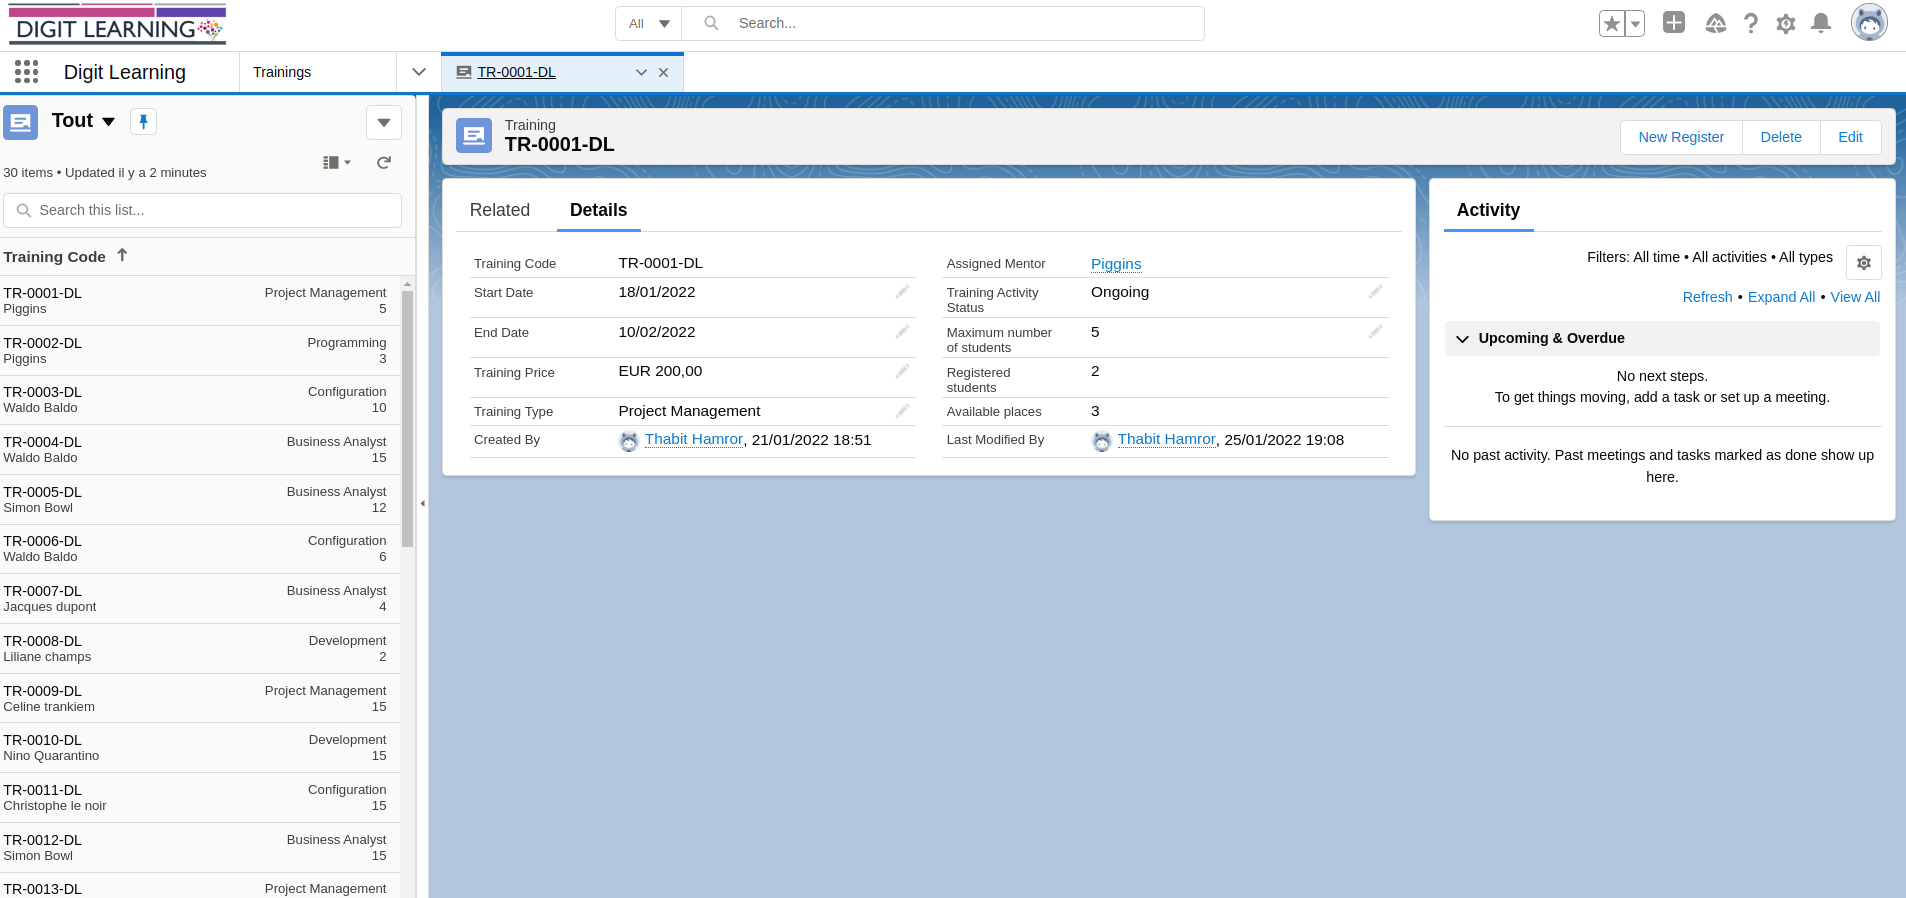 DIGIT LEARNING
All
Search...
Digit Learning
Trainings
TR-0001-DL
Tout
30 items • Updated il y a 2 minutes
Search this list...
Training Code
TR-0001-DL Project Management
Piggins 5
TR-0002-DL Programming
Piggins 3
TR-0003-DL Configuration
Waldo Baldo 10
TR-0004-DL Business Analyst
Waldo Baldo 15
TR-0005-DL Business Analyst
Simon Bowl 12
TR-0006-DL Configuration
Waldo Baldo 6
TR-0007-DL Business Analyst
Jacques dupont 4
TR-0008-DL Development
Liliane champs 2
TR-0009-DL Project Management
Celine trankiem 15
TR-0010-DL Development
Nino Quarantino 15
TR-0011-DL Configuration
Christophe le noir 15
TR-0012-DL Business Analyst
Simon Bowl 15
TR-0013-DL Project Management
Training
TR-0001-DL
New Register Delete Edit
Related Details
Training Code TR-0001-DL
Start Date 18/01/2022
End Date 10/02/2022
Training Price EUR 200,00
Training Type Project Management
Created By Thabit Hamror, 21/01/2022 18:51
Assigned Mentor Piggins
Training Activity Ongoing
Status
Maximum number 5
of students
Registered 2
students
Available places 3
Last Modified By Thabit Hamror, 25/01/2022 19:08
Activity
Filters: All time • All activities • All types
Refresh • Expand All • View All
Upcoming & Overdue
No next steps.
To get things moving, add a task or set up a meeting.
No past activity. Past meetings and tasks marked as done show up
here.